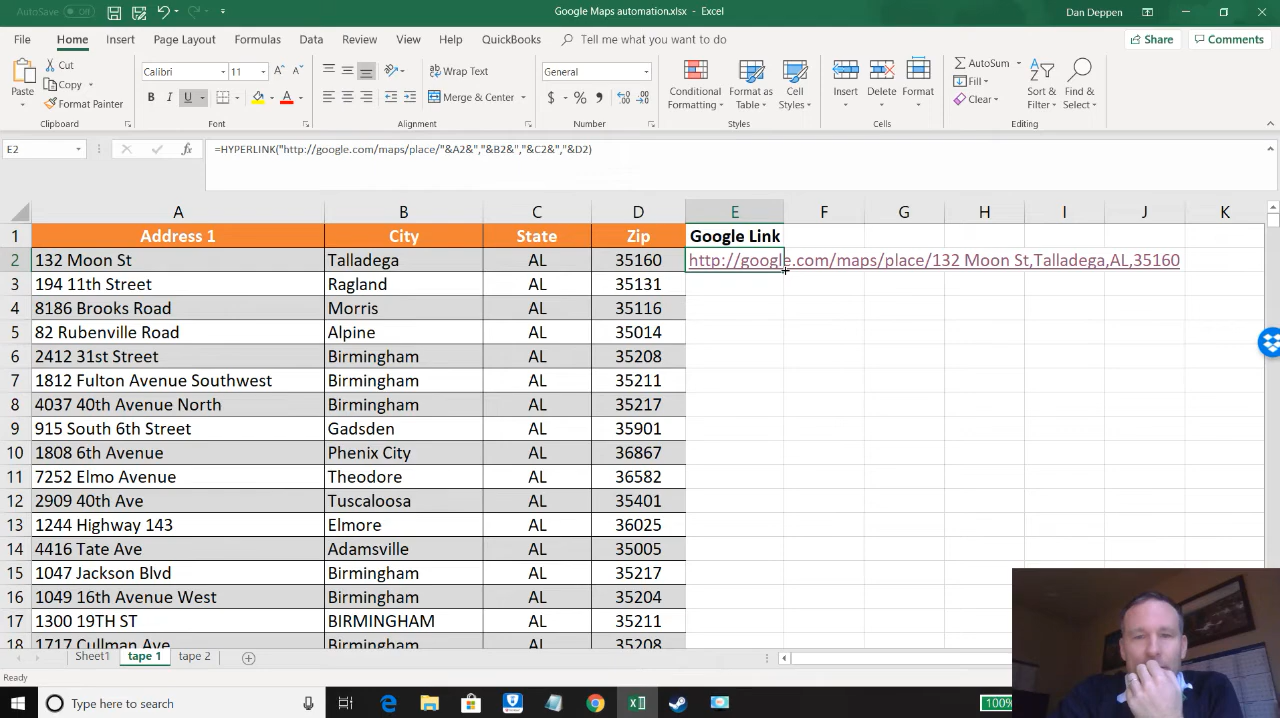 AutoSave Off
Google Maps automation.xlsx - Excel
Dan Deppen
File Home Insert Page Layout Formulas Data Review View Help QuickBooks Tell me what you want to do Share Comments
Paste
Cut
Copy
Format Painter
Clipboard
Calibri 11
B I U
Font
Wrap Text
Merge & Center
Alignment
General
$ % ,
Number
Conditional Formatting
Format as Table
Cell Styles
Styles
Insert Delete Format
Cells
AutoSum
Fill
Clear
Sort & Filter
Find & Select
Editing
E2 fx =HYPERLINK("http://google.com/maps/place/"&A2&","&B2&","&C2&","&D2)
A B C D E F G H I J K
1 Address 1 City State Zip Google Link
2 132 Moon St Talladega AL 35160 http://google.com/maps/place/132 Moon St,Talladega,AL,35160
3 194 11th Street Ragland AL 35131
4 8186 Brooks Road Morris AL 35116
5 82 Rubenville Road Alpine AL 35014
6 2412 31st Street Birmingham AL 35208
7 1812 Fulton Avenue Southwest Birmingham AL 35211
8 4037 40th Avenue North Birmingham AL 35217
9 915 South 6th Street Gadsden AL 35901
10 1808 6th Avenue Phenix City AL 36867
11 7252 Elmo Avenue Theodore AL 36582
12 2909 40th Ave Tuscaloosa AL 35401
13 1244 Highway 143 Elmore AL 36025
14 4416 Tate Ave Adamsville AL 35005
15 1047 Jackson Blvd Birmingham AL 35217
16 1049 16th Avenue West Birmingham AL 35204
17 1300 19TH ST BIRMINGHAM AL 35211
18 1717 Cullman Ave Birmingham AL 35208
Sheet1 tape 1 tape 2
Ready
Type here to search
100%